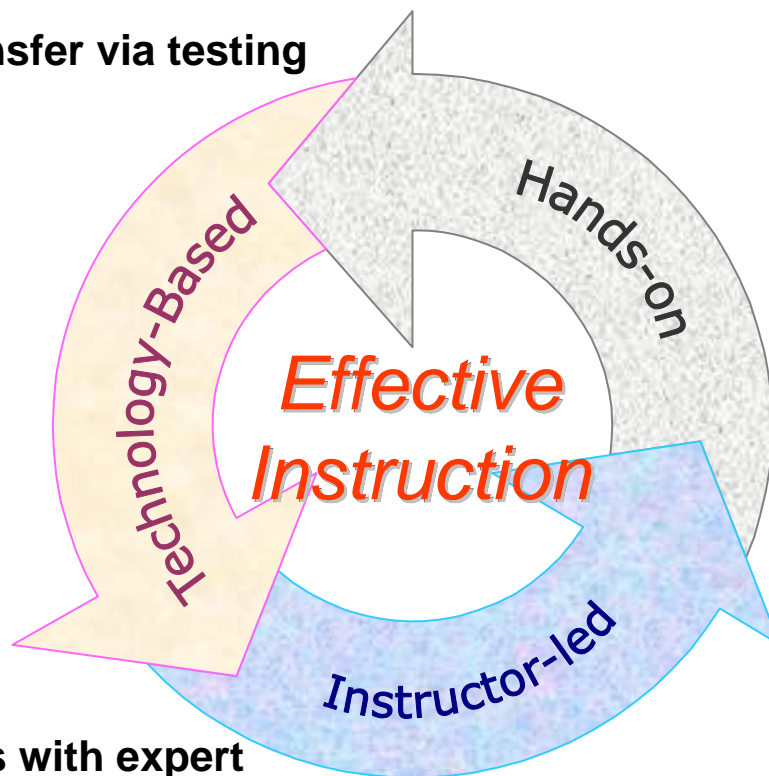 nsfer via testing
Hands-on
Technology-Based
Effective
Instruction
Instructor-led
s with expert